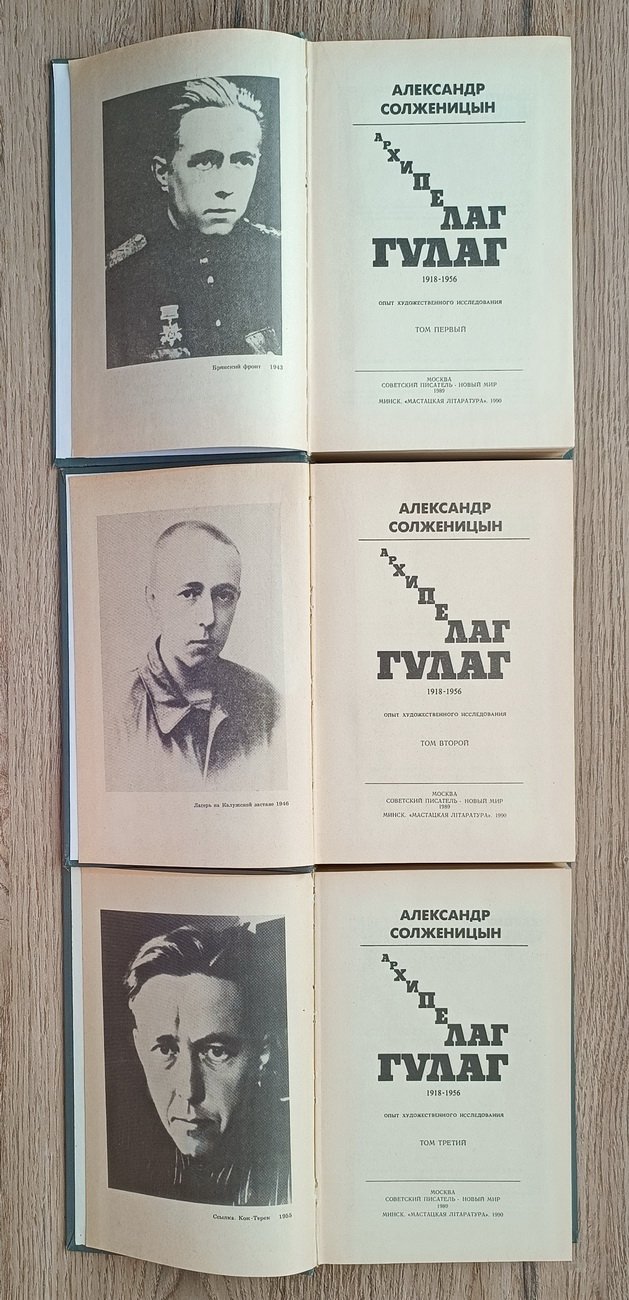 Брянский фронт 1943
АЛЕКСАНДР
СОЛЖЕНИЦЫН
АРХИПЕЛАГ
ГУЛАГ
1918-1956
ОПЫТ ХУДОЖЕСТВЕННОГО ИССЛЕДОВАНИЯ
ТОМ ПЕРВЫЙ
МОСКВА
СОВЕТСКИЙ ПИСАТЕЛЬ · НОВЫЙ МИР
1989
МИНСК. «МАСТАЦКАЯ ЛІТАРАТУРА». 1990
Лагерь на Калужской заставе 1946
АЛЕКСАНДР
СОЛЖЕНИЦЫН
АРХИПЕЛАГ
ГУЛАГ
1918-1956
ОПЫТ ХУДОЖЕСТВЕННОГО ИССЛЕДОВАНИЯ
ТОМ ВТОРОЙ
МОСКВА
СОВЕТСКИЙ ПИСАТЕЛЬ · НОВЫЙ МИР
1989
МИНСК. «МАСТАЦКАЯ ЛІТАРАТУРА». 1990
Ссылка. Кок-Терек 1955
АЛЕКСАНДР
СОЛЖЕНИЦЫН
АРХИПЕЛАГ
ГУЛАГ
1918-1956
ОПЫТ ХУДОЖЕСТВЕННОГО ИССЛЕДОВАНИЯ
ТОМ ТРЕТИЙ
МОСКВА
СОВЕТСКИЙ ПИСАТЕЛЬ · НОВЫЙ МИР
1989
МИНСК. «МАСТАЦКАЯ ЛІТАРАТУРА». 1990